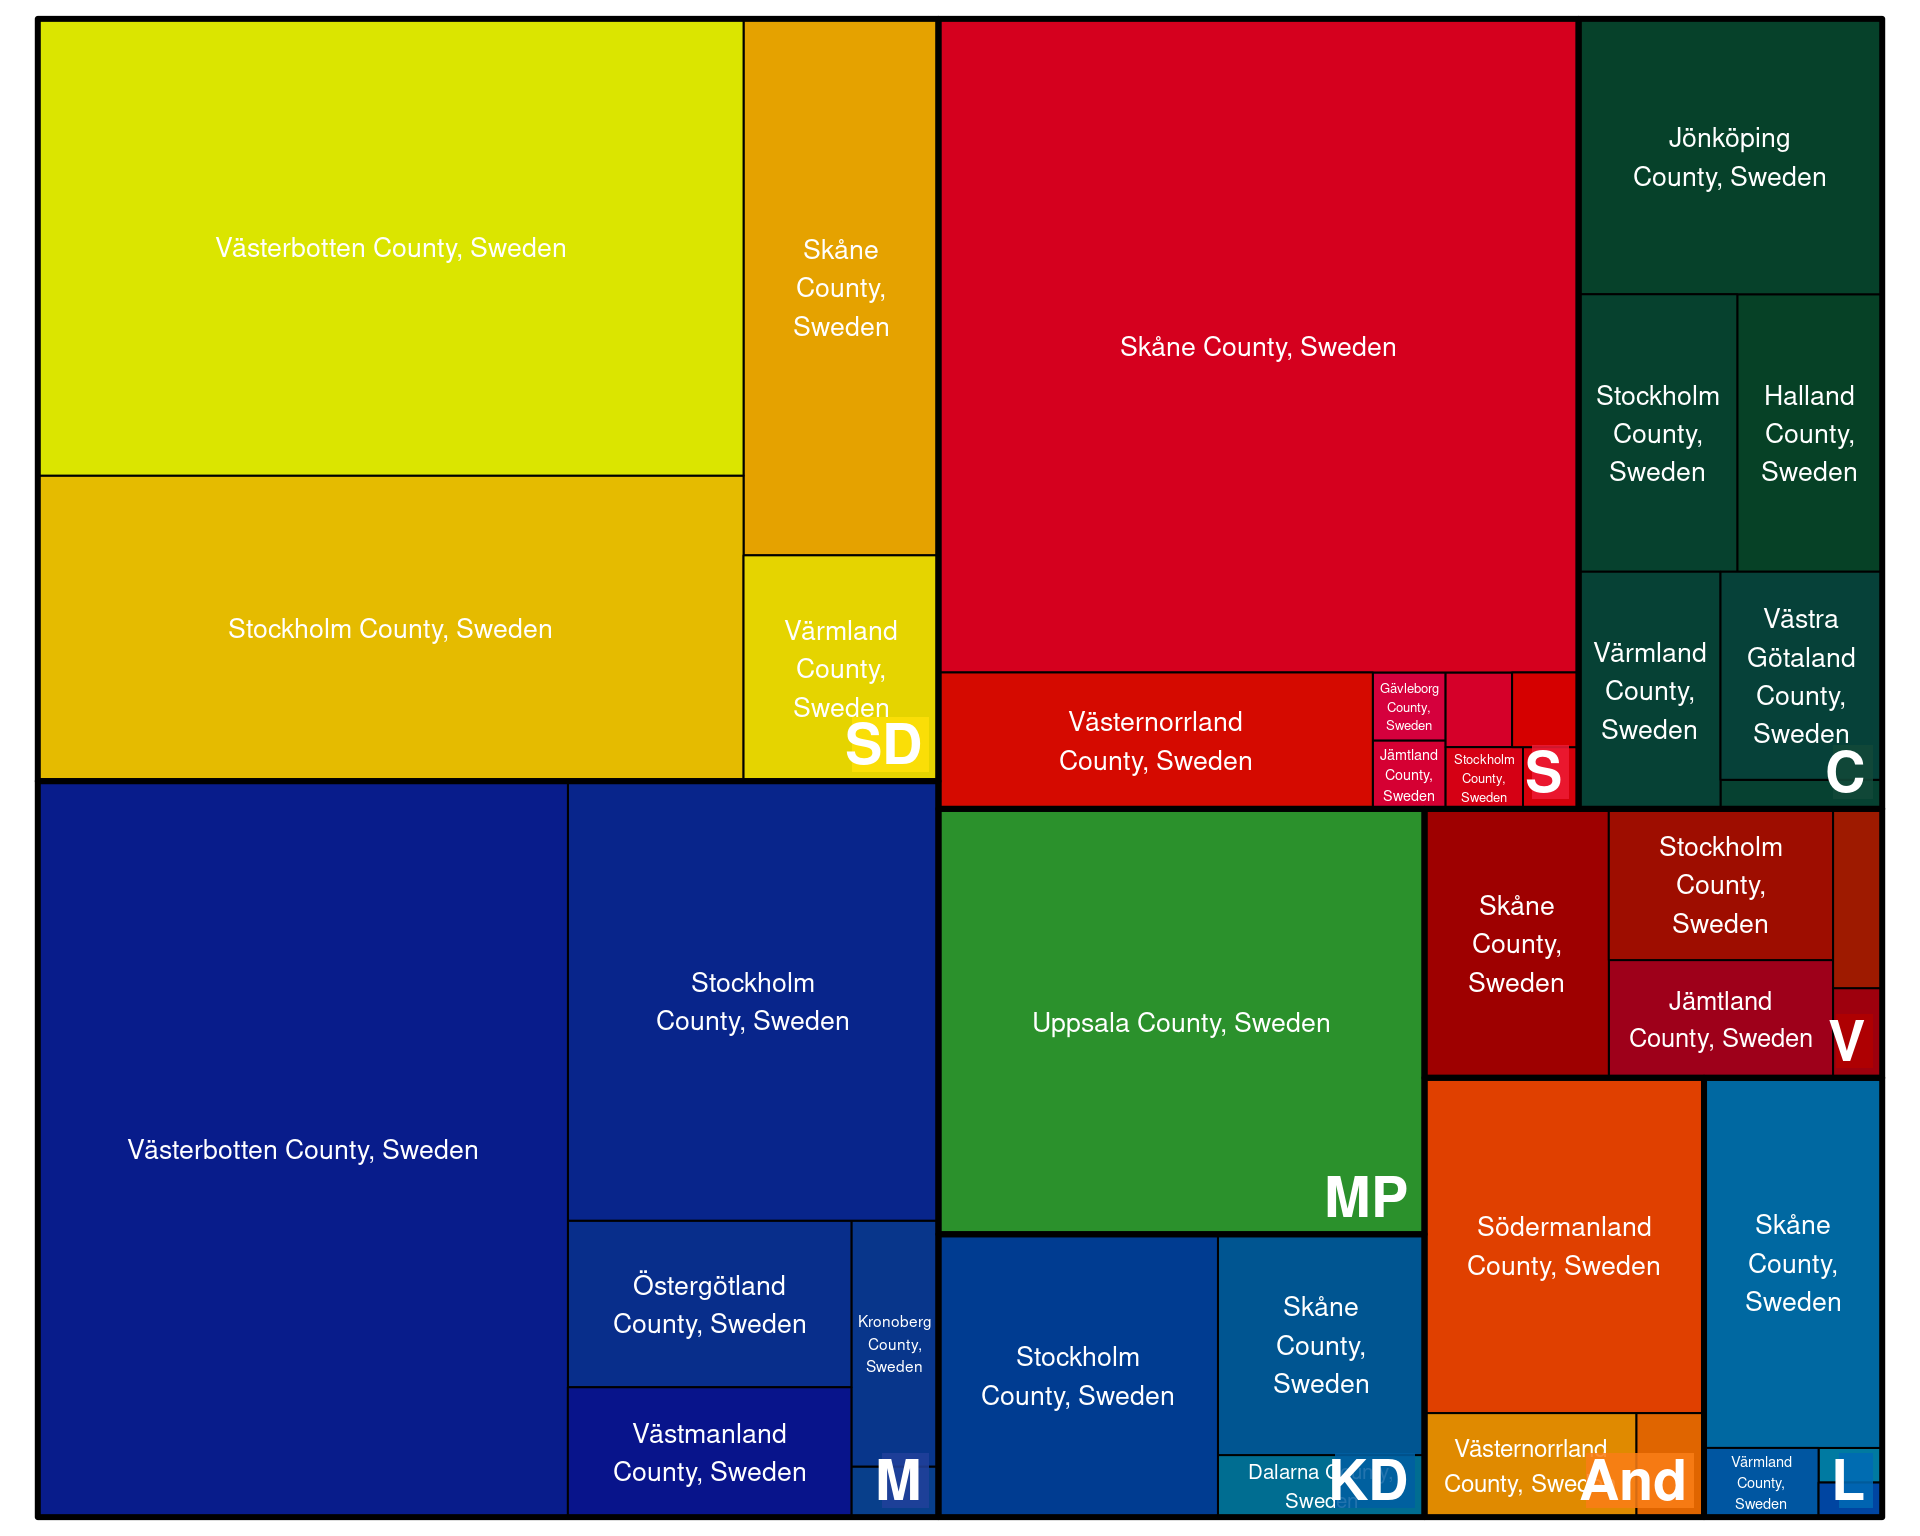 Västerbotten County, Sweden
Skåne
County,
Sweden
Stockholm County, Sweden
Värmland
County,
Sweden
SD
Skåne County, Sweden
Västernorrland
County, Sweden
Gävleborg
County,
Sweden
Jämtland
County,
Sweden
Stockholm
County,
Sweden
S
Jönköping
County, Sweden
Stockholm
County,
Sweden
Halland
County,
Sweden
Värmland
County,
Sweden
Västra
Götaland
County,
Sweden
C
Västerbotten County, Sweden
Stockholm
County, Sweden
Östergötland
County, Sweden
Kronoberg
County,
Sweden
Västmanland
County, Sweden
M
Uppsala County, Sweden
MP
Skåne
County,
Sweden
Stockholm
County,
Sweden
Jämtland
County, Sweden
V
Stockholm
County, Sweden
Skåne
County,
Sweden
Dalarna County,
Sweden
KD
Södermanland
County, Sweden
Västernorrland
County, Sweden
And
Skåne
County,
Sweden
Värmland
County,
Sweden
L